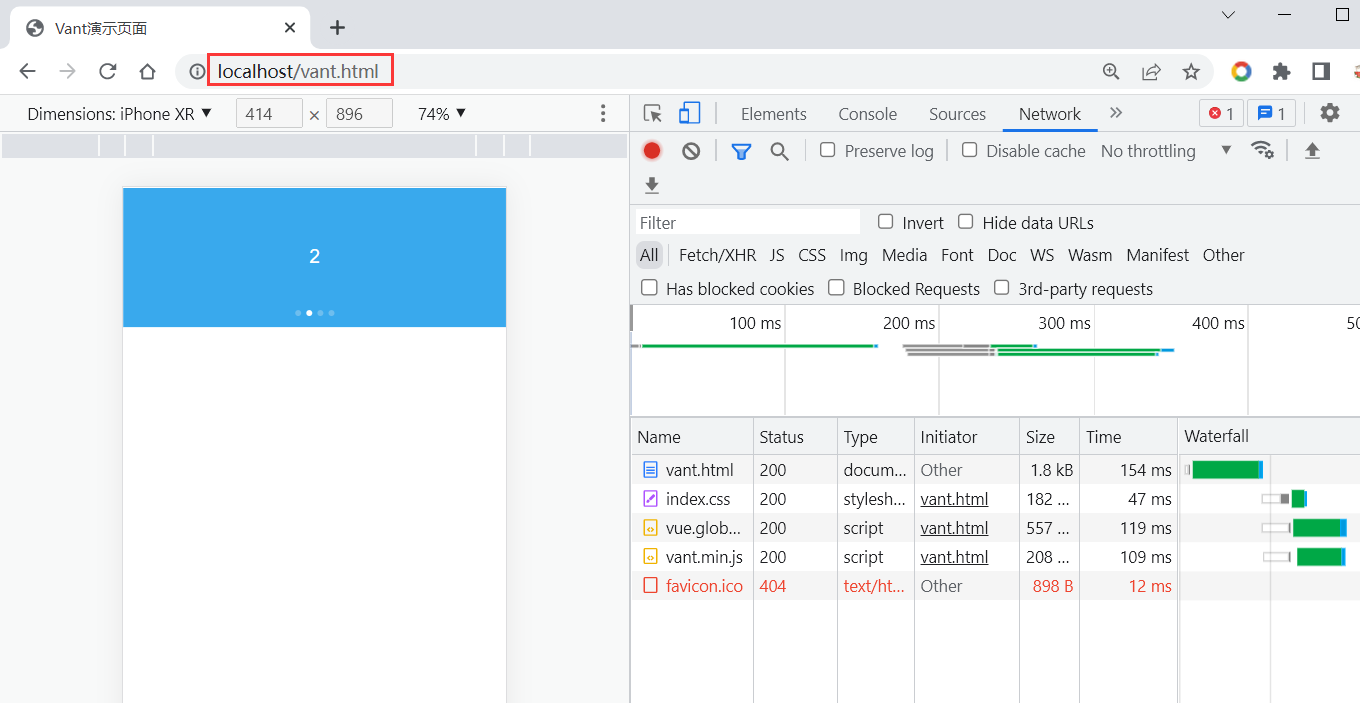 Vant演示页面
localhost/vant.html
Dimensions: iPhone XR ▼ 414 × 896 74% ▼
Elements Console Sources Network 1 1
Preserve log Disable cache No throttling ▼
Filter Invert Hide data URLs
All Fetch/XHR JS CSS Img Media Font Doc WS Wasm Manifest Other
Has blocked cookies Blocked Requests 3rd-party requests
100 ms 200 ms 300 ms 400 ms 50
2
Name Status Type Initiator Size Time Waterfall
vant.html 200 docum... Other 1.8 kB 154 ms
index.css 200 stylesh... vant.html 182 ... 47 ms
vue.glob... 200 script vant.html 557 ... 119 ms
vant.min.js 200 script vant.html 208 ... 109 ms
favicon.ico 404 text/ht... Other 898 B 12 ms